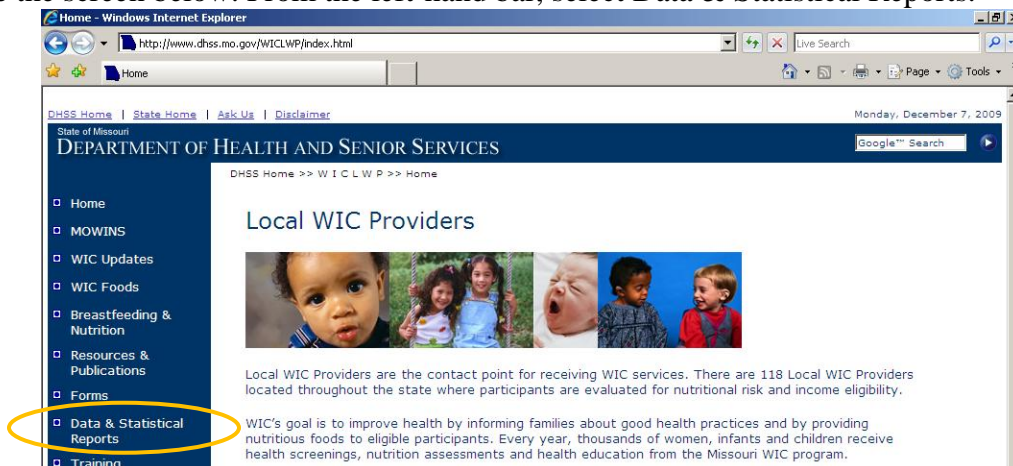 the screen below. From the left-hand bar, select Data & Statistical Reports.
Home - Windows Internet Explorer
http://www.dhss.mo.gov/WICLWP/index.html
Live Search
Home
Page
Tools
DHSS Home | State Home | Ask Us | Disclaimer
Monday, December 7, 2009
State of Missouri
DEPARTMENT OF HEALTH AND SENIOR SERVICES
Google™ Search
DHSS Home >> W I C L W P >> Home
Home
MOWINS
WIC Updates
WIC Foods
Breastfeeding &
Nutrition
Resources &
Publications
Forms
Data & Statistical
Reports
Training
Local WIC Providers
Local WIC Providers are the contact point for receiving WIC services. There are 118 Local WIC Providers
located throughout the state where participants are evaluated for nutritional risk and income eligibility.
WIC's goal is to improve health by informing families about good health practices and by providing
nutritious foods to eligible participants. Every year, thousands of women, infants and children receive
health screenings, nutrition assessments and health education from the Missouri WIC program.